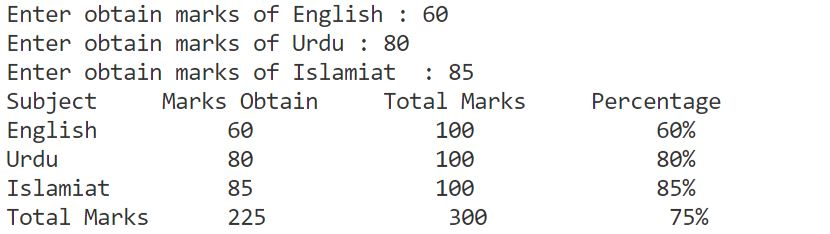 Enter obtain marks of English : 60
Enter obtain marks of Urdu : 80
Enter obtain marks of Islamiat  : 85
Subject     Marks Obtain     Total Marks     Percentage
English          60              100              60%
Urdu             80              100              80%
Islamiat         85              100              85%
Total Marks      225              300              75%